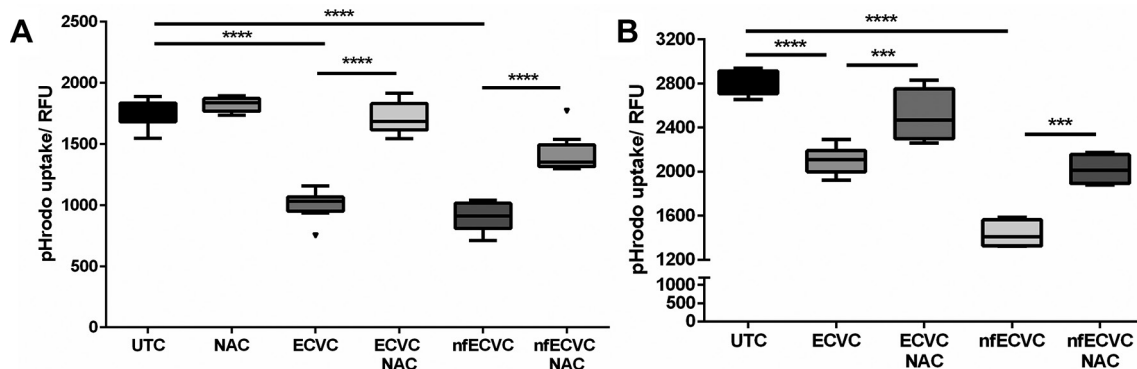 A
pHrodo uptake/ RFU
2500
2000
1500
1000
500
0
****
****
****
****
UTC
NAC
ECVC
ECVC
NAC
nfECVC
nfECVC
NAC
B
pHrodo uptake/ RFU
3200
2800
2400
2000
1600
1200
1000
500
0
****
****
***
***
UTC
ECVC
ECVC
NAC
nfECVC
nfECVC
NAC